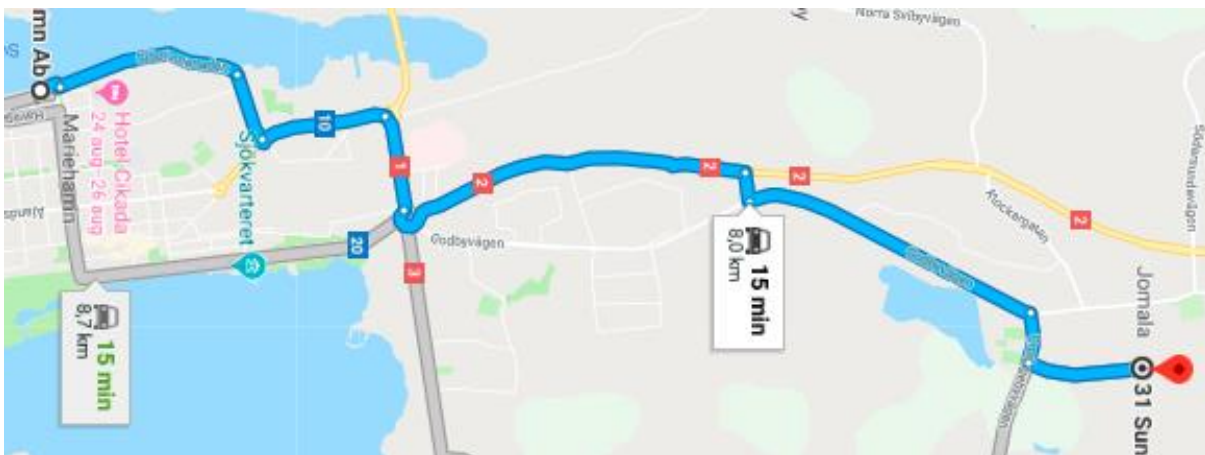 mn Ab
Hotel Cikada
24 aug–26 aug
Mariehamn
Sjökvarteret
10
20
1
2
3
2
2
2
Godbyvägen
15 min
8,7 km
15 min
8,0 km
Norra Svibyvägen
Södersundavägen
Jomala
31 Sun